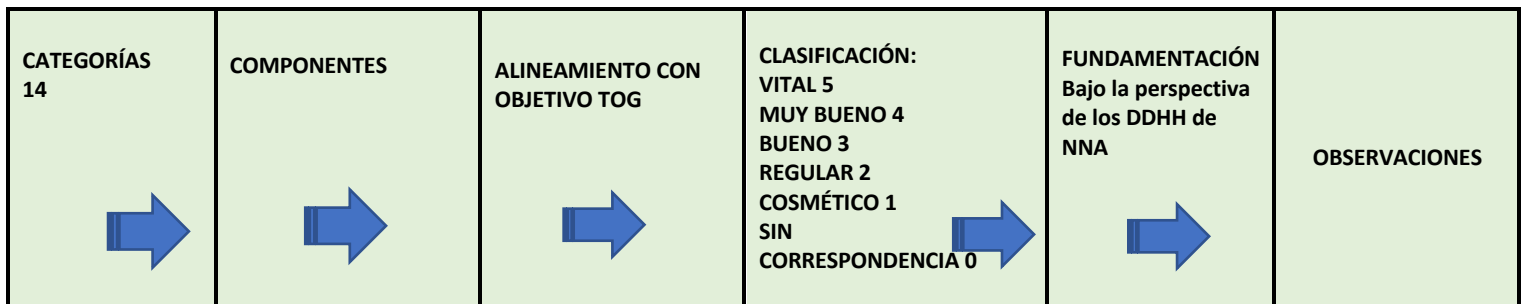 CATEGORÍAS
14
COMPONENTES
ALINEAMIENTO CON
OBJETIVO TOG
CLASIFICACIÓN:
VITAL 5
MUY BUENO 4
BUENO 3
REGULAR 2
COSMÉTICO 1
SIN
CORRESPONDENCIA 0
FUNDAMENTACIÓN
Bajo la perspectiva
de los DDHH de
NNA
OBSERVACIONES